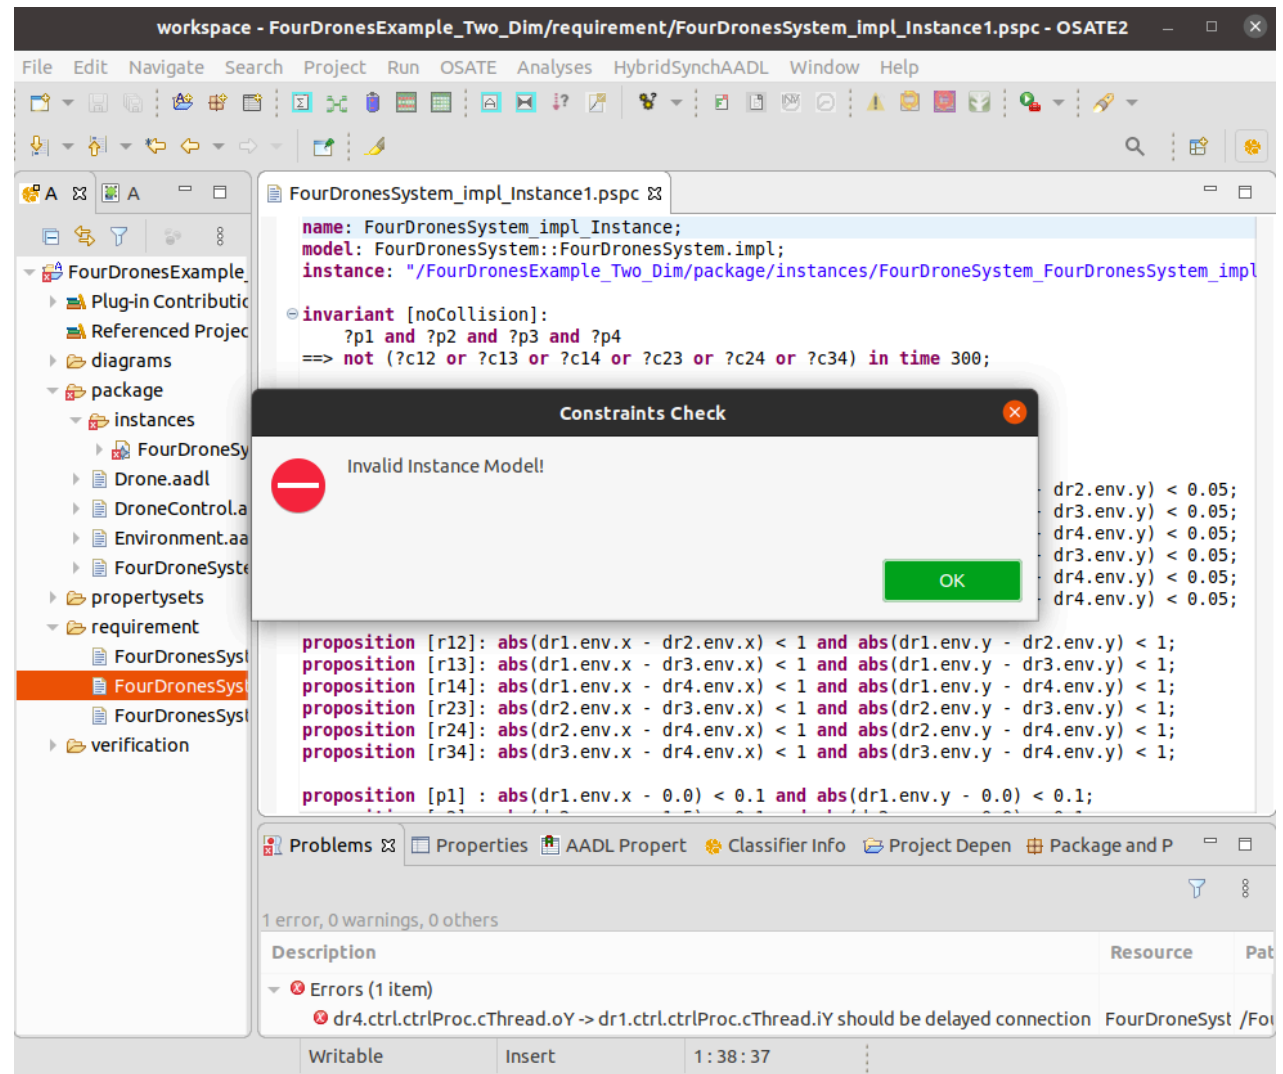 workspace - FourDronesExample_Two_Dim/requirement/FourDronesSystem_impl_Instance1.pspc - OSATE2
File Edit Navigate Search Project Run OSATE Analyses HybridSynchAADL Window Help
A A
FourDronesSystem_impl_Instance1.pspc
FourDronesExample_
Plug-in Contributic
Referenced Projec
diagrams
package
instances
FourDroneSy
Drone.aadl
DroneControl.a
Environment.aa
FourDroneSyste
propertysets
requirement
FourDronesSyst
FourDronesSyst
FourDronesSyst
verification
name: FourDronesSystem_impl_Instance;
model: FourDronesSystem::FourDronesSystem.impl;
instance: "/FourDronesExample_Two_Dim/package/instances/FourDroneSystem_FourDronesSystem_impl
invariant [noCollision]:
?p1 and ?p2 and ?p3 and ?p4
==> not (?c12 or ?c13 or ?c14 or ?c23 or ?c24 or ?c34) in time 300;
Constraints Check
Invalid Instance Model!
OK
dr2.env.y) < 0.05;
dr3.env.y) < 0.05;
dr4.env.y) < 0.05;
dr3.env.y) < 0.05;
dr4.env.y) < 0.05;
dr4.env.y) < 0.05;
proposition [r12]: abs(dr1.env.x - dr2.env.x) < 1 and abs(dr1.env.y - dr2.env.y) < 1;
proposition [r13]: abs(dr1.env.x - dr3.env.x) < 1 and abs(dr1.env.y - dr3.env.y) < 1;
proposition [r14]: abs(dr1.env.x - dr4.env.x) < 1 and abs(dr1.env.y - dr4.env.y) < 1;
proposition [r23]: abs(dr2.env.x - dr3.env.x) < 1 and abs(dr2.env.y - dr3.env.y) < 1;
proposition [r24]: abs(dr2.env.x - dr4.env.x) < 1 and abs(dr2.env.y - dr4.env.y) < 1;
proposition [r34]: abs(dr3.env.x - dr4.env.x) < 1 and abs(dr3.env.y - dr4.env.y) < 1;
proposition [p1] : abs(dr1.env.x - 0.0) < 0.1 and abs(dr1.env.y - 0.0) < 0.1;
Problems Properties AADL Propert Classifier Info Project Depen Package and P
1 error, 0 warnings, 0 others
Description Resource Pat
Errors (1 item)
dr4.ctrl.ctrlProc.cThread.oY -> dr1.ctrl.ctrlProc.cThread.iY should be delayed connection FourDroneSyst /Fou
Writable Insert 1 : 38 : 37